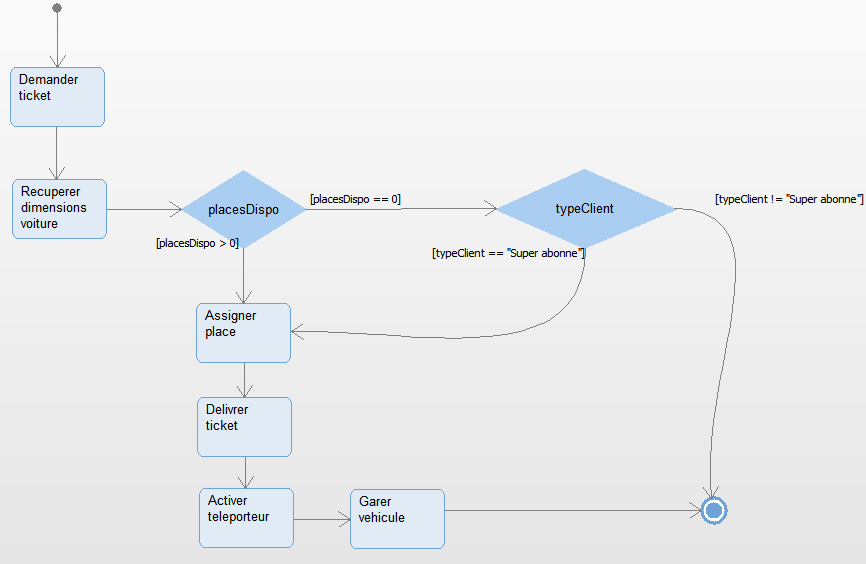 Demander
ticket
Recuperer
dimensions
voiture
placesDispo
[placesDispo == 0]
typeClient
[typeClient != "Super abonne"]
[placesDispo > 0]
[typeClient == "Super abonne"]
Assigner
place
Delivrer
ticket
Activer
teleporteur
Garer
vehicule